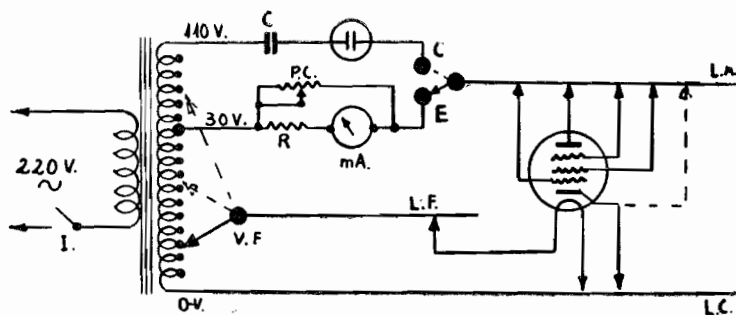 110 V.
C
C
P.C.
L.n.
30 V.
E
R
mA.
220 V.
I.
L.F.
V.F
0-V.
L.C.